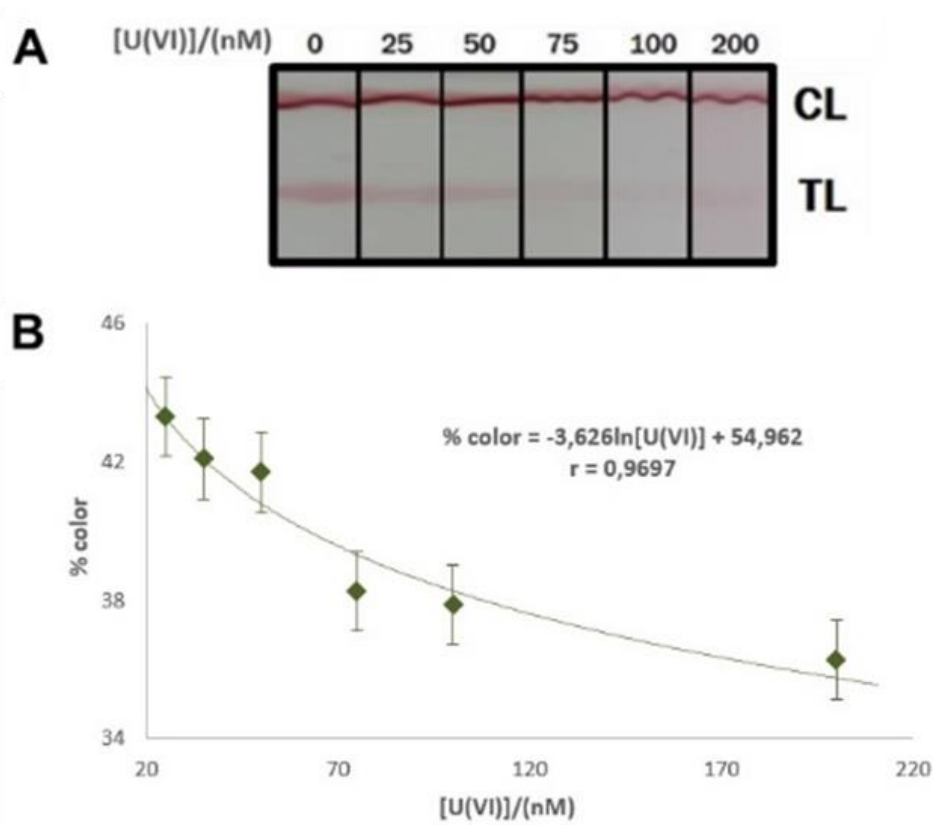 A
[U(VI)]/(nM) 0 25 50 75 100 200
CL
TL
B
46
42
38
34
% color
% color = -3,626ln[U(VI)] + 54,962
r = 0,9697
20 70 120 170 220
[U(VI)]/(nM)